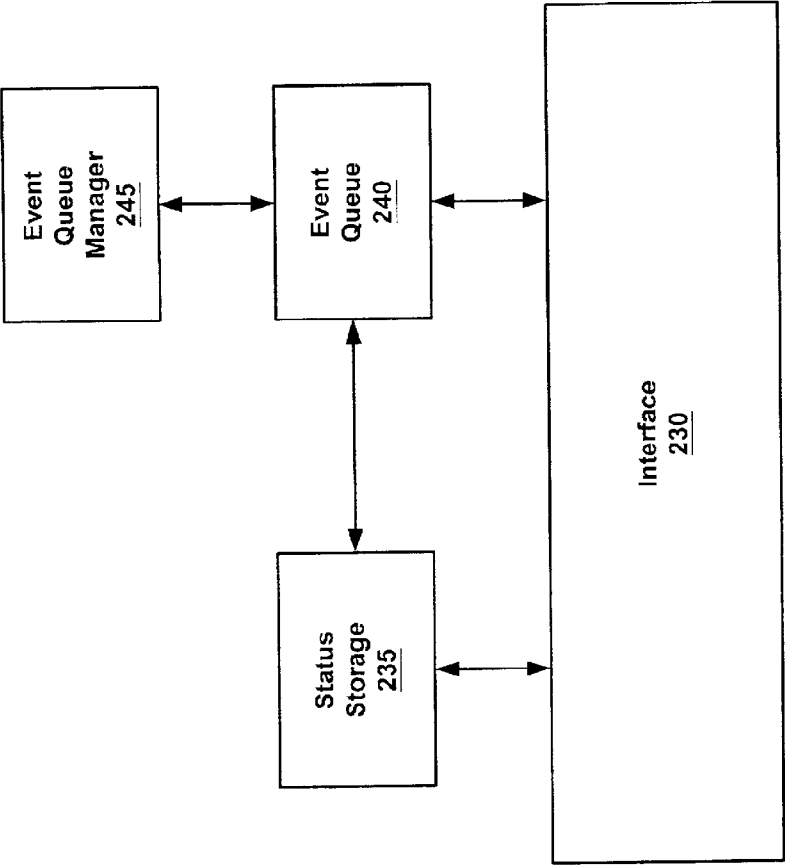 Event
Queue
Manager
245
Event
Queue
240
Status
Storage
235
Interface
230